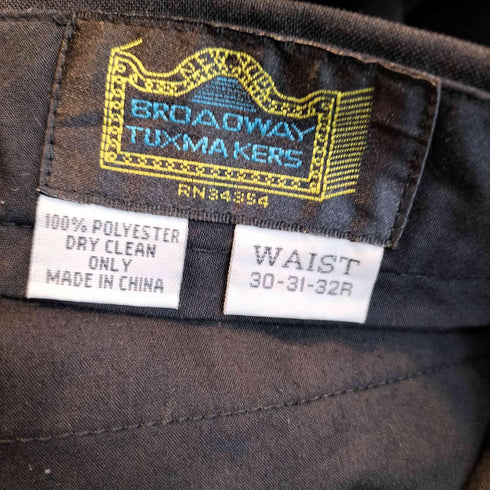 BROADWAY
TUXMAKERS
RN34354
100% POLYESTER
DRY CLEAN
ONLY
MADE IN CHINA
WAIST
30-31-32R